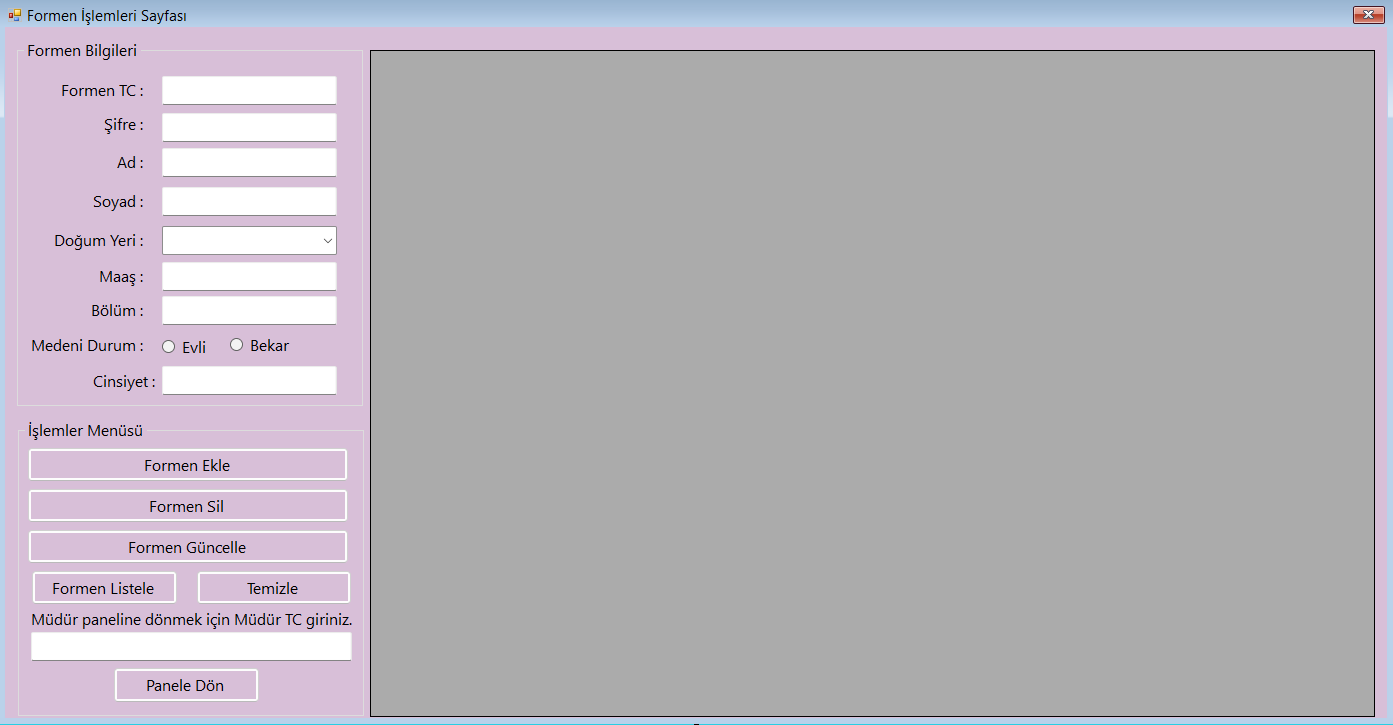 Formen İşlemleri Sayfası
Formen Bilgileri
Formen TC :
Şifre :
Ad :
Soyad :
Doğum Yeri :
Maaş :
Bölüm :
Medeni Durum : Evli Bekar
Cinsiyet :
İşlemler Menüsü
Formen Ekle
Formen Sil
Formen Güncelle
Formen Listele Temizle
Müdür paneline dönmek için Müdür TC giriniz.
Panele Dön